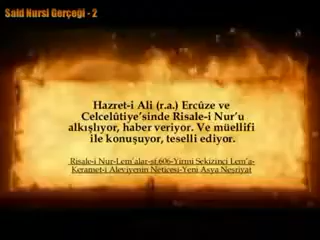 Said Nursi Gerçeği - 2
Hazret-i Ali (r.a.) Ercûze ve
Celcelûtiye'sinde Risale-i Nur'u
alkışlıyor, haber veriyor. Ve müellifi
ile konuşuyor, teselli ediyor.
Risale-i Nur-Lem'alar-sf.606-Yirmi Sekizinci Lem'a-
Keramet-i Aleviyenin Neticesi-Yeni Asya Neşriyat